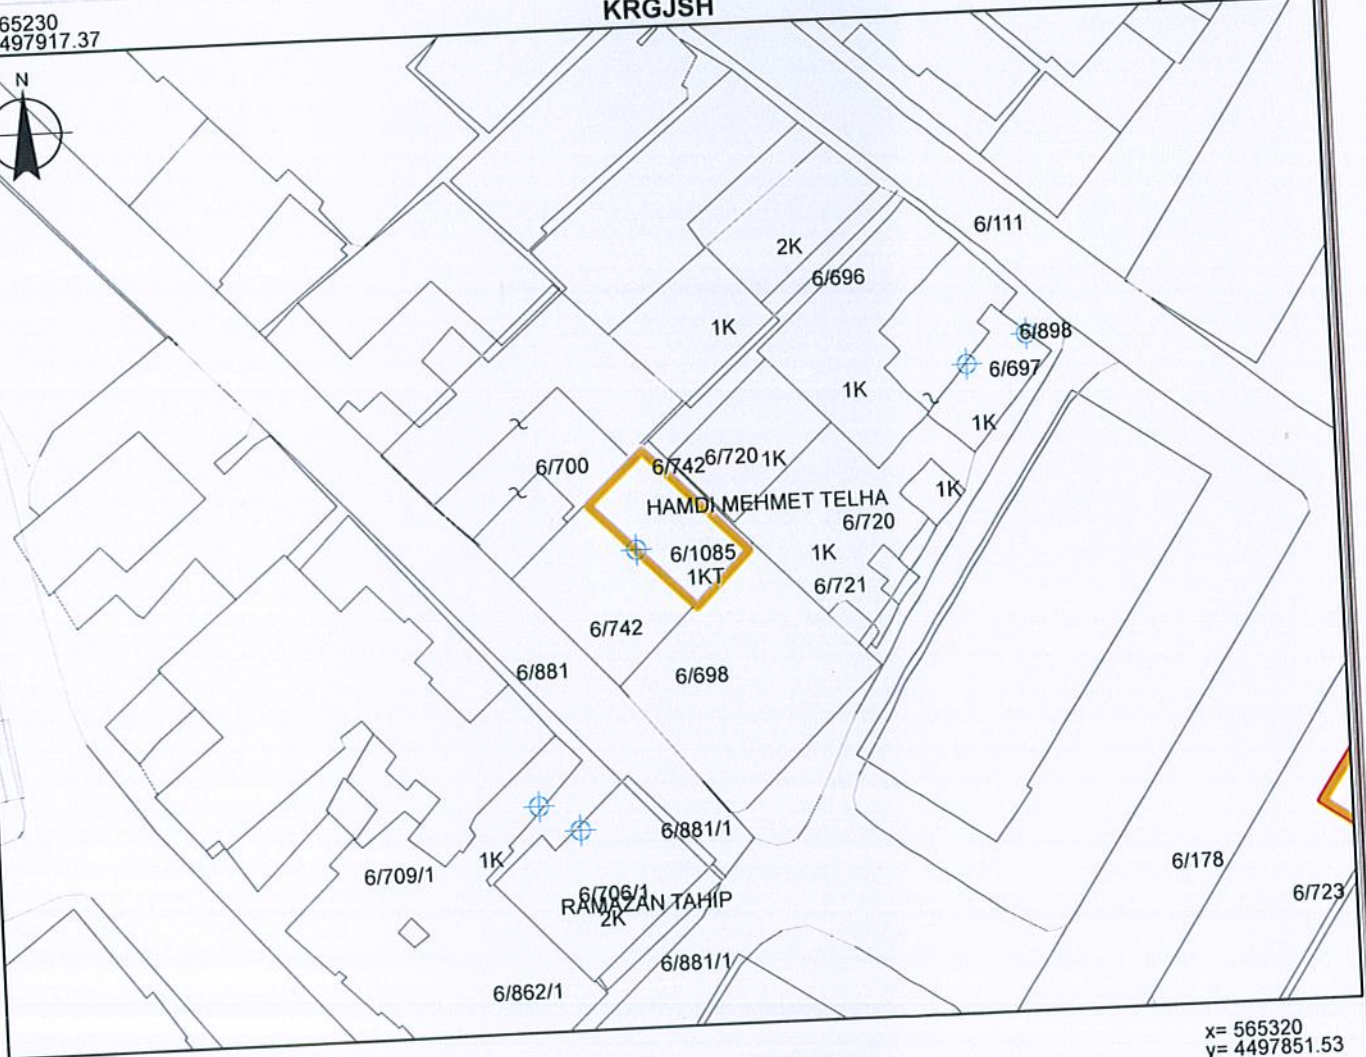 KRGJSH
65230
497917.37
N
6/111
2K
6/696
1K
6/898
6/697
1K
1K
6/700
6/742
6/720
1K
1K
HAMDI MEHMET TELHA
6/720
6/1085
1K
1KT
6/721
6/742
6/881
6/698
6/881/1
1K
6/178
6/709/1
6/706/1
6/723
RAMAZAN TAHIP
2K
6/881/1
6/862/1
x= 565320
y= 4497851.53